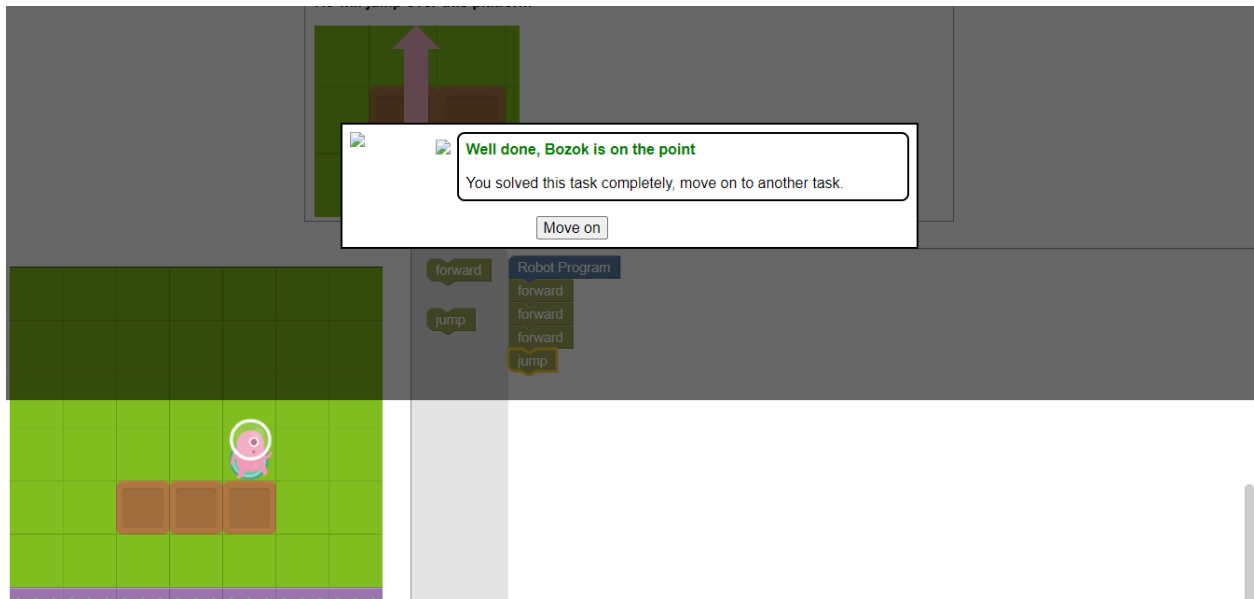 Well done, Bozok is on the point
You solved this task completely, move on to another task.
Move on
forward
jump
Robot Program
forward
forward
forward
jump